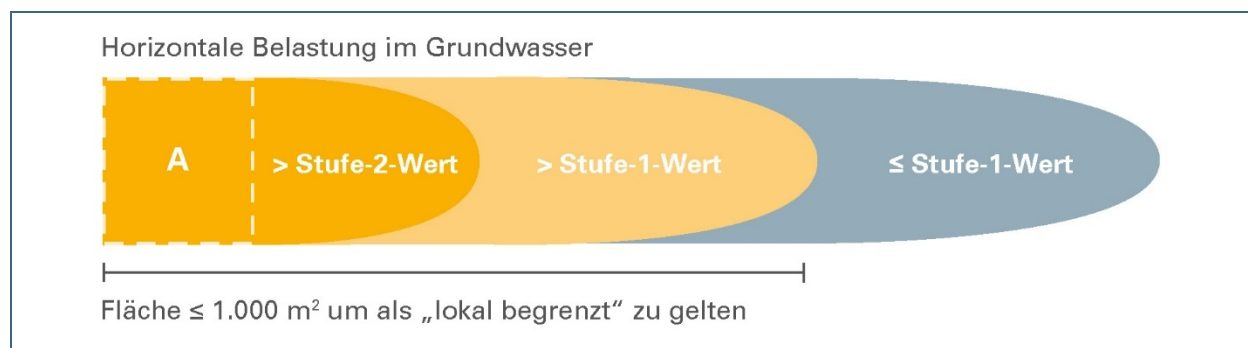 Horizontale Belastung im Grundwasser
A
> Stufe-2-Wert
> Stufe-1-Wert
≤ Stufe-1-Wert
Fläche ≤ 1.000 m² um als „lokal begrenzt“ zu gelten